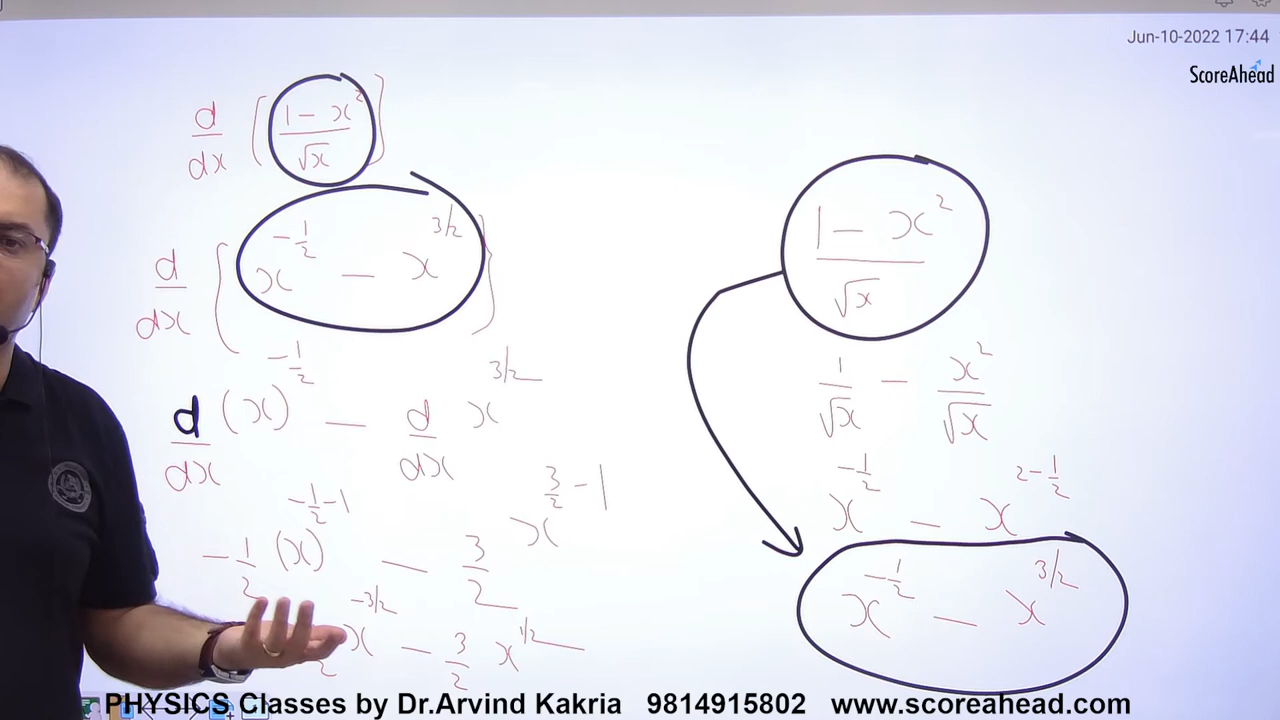 Jun-10-2022 17:44
ScoreAhead
d/dx [ (1 - x²)/√x ]
d/dx { x^(-1/2) - x^(3/2) }
d/dx (x)^(-1/2) - d/dx x^(3/2)
-1/2 (x)^(-1/2 - 1) - 3/2 x^(3/2 - 1)
2 x^(-3/2) - 3/2 x^(1/2)
(1 - x²)/√x
1/√x - x²/√x
x^(-1/2) - x^(2 - 1/2)
x^(-1/2) - x^(3/2)
PHYSICS Classes by Dr.Arvind Kakria 9814915802 www.scoreahead.com